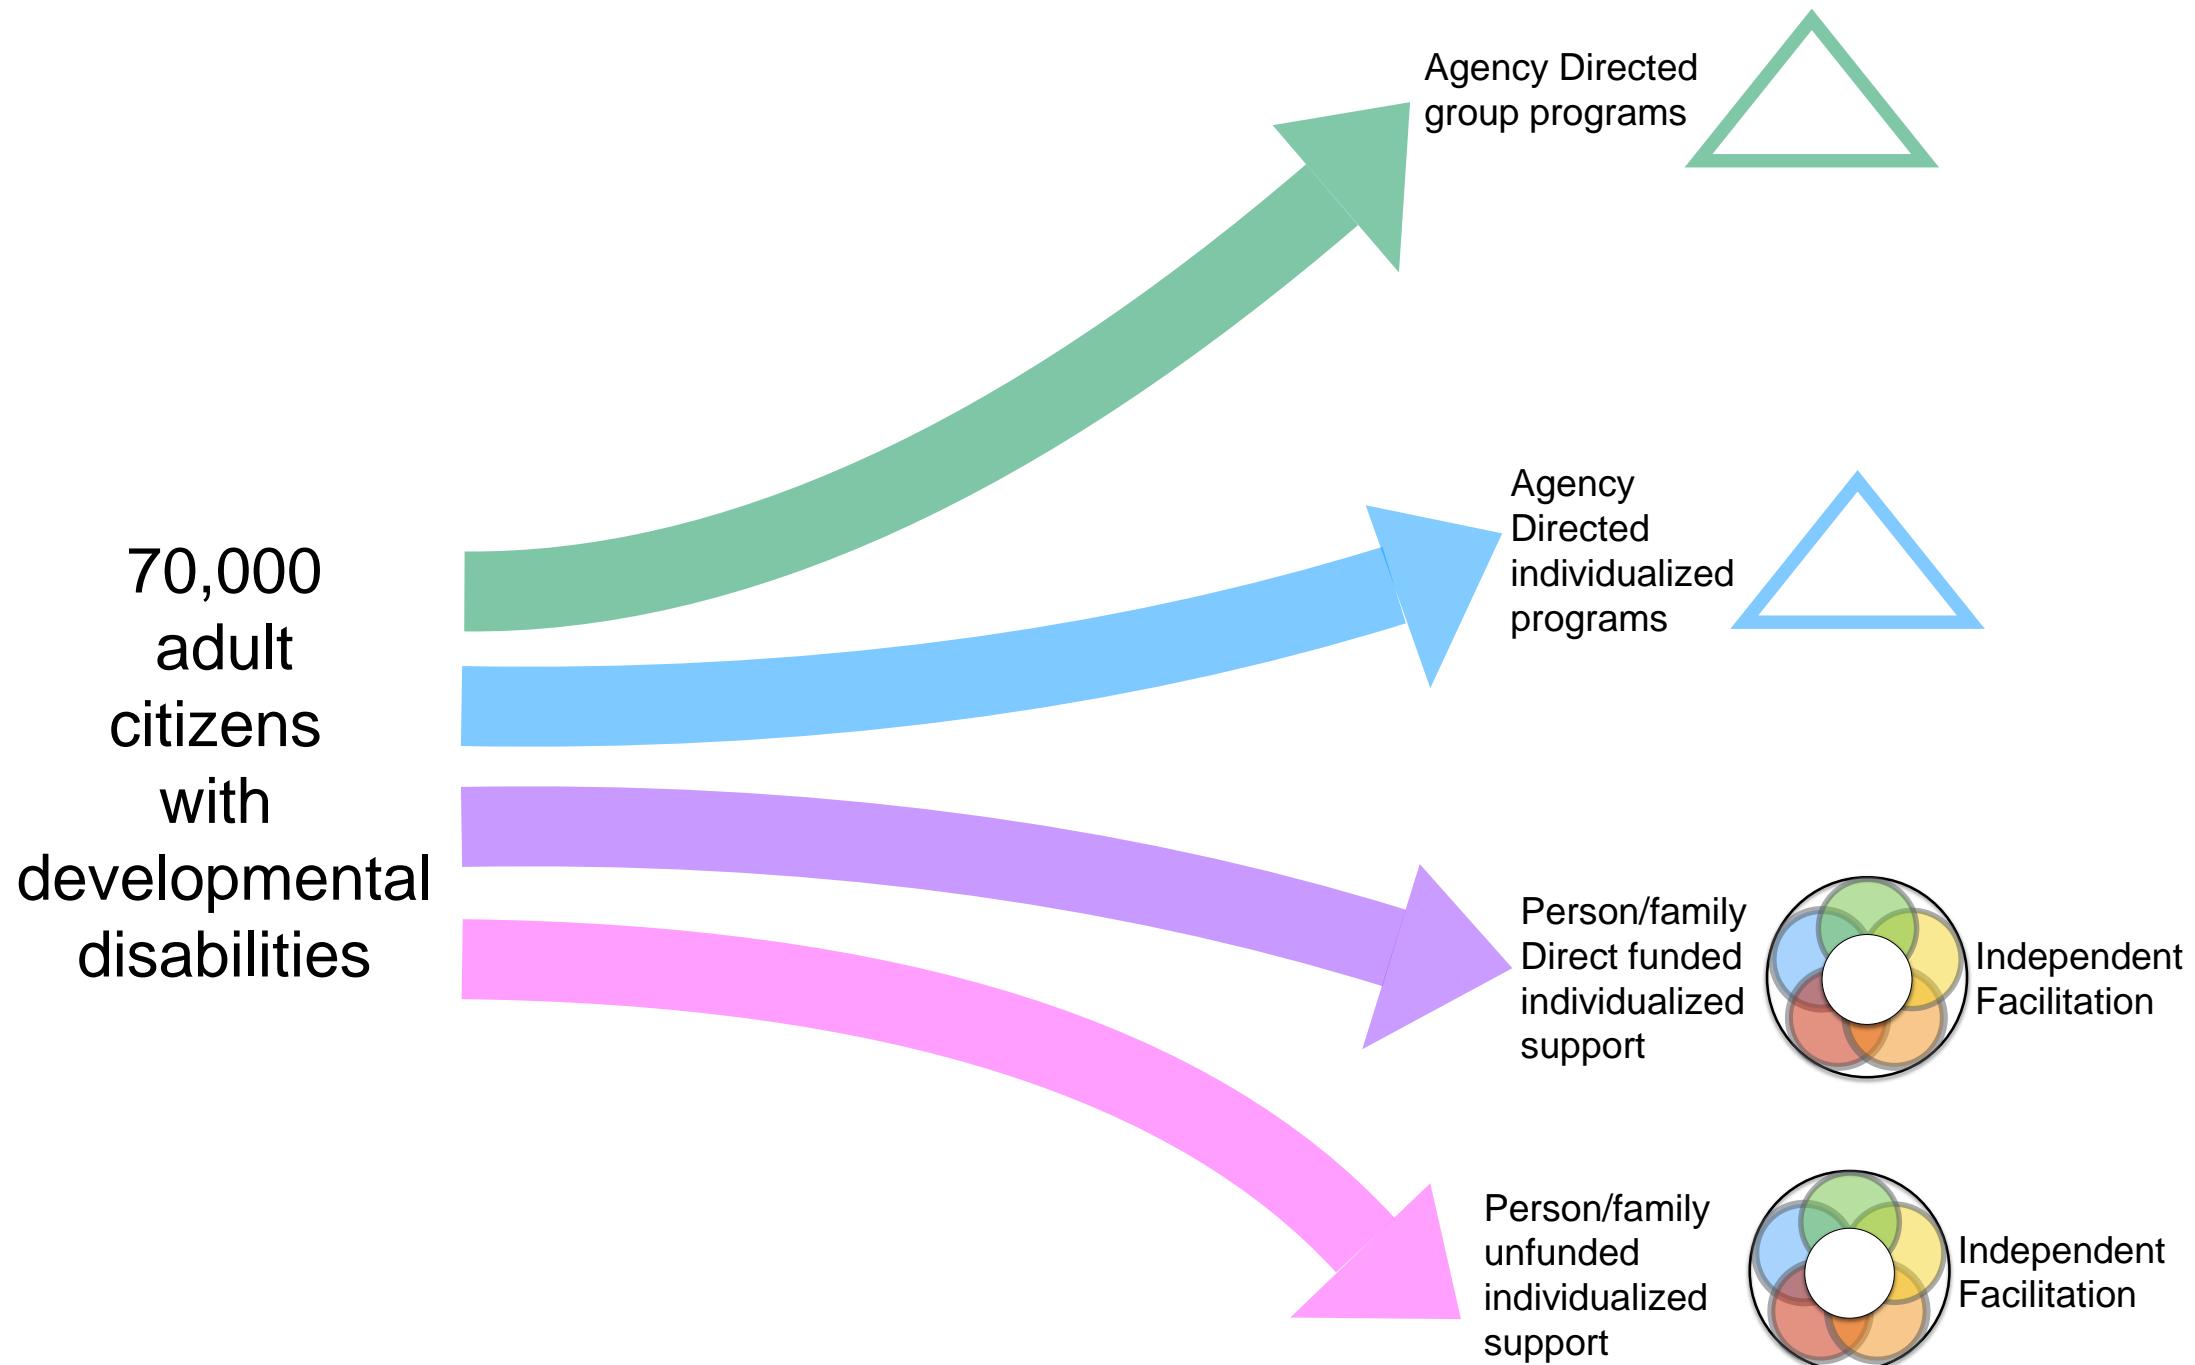 70,000
adult
citizens
with
developmental
disabilities
Agency Directed
group programs
Agency
Directed
individualized
programs
Person/family
Direct funded
individualized
support
Independent
Facilitation
Person/family
unfunded
individualized
support
Independent
Facilitation